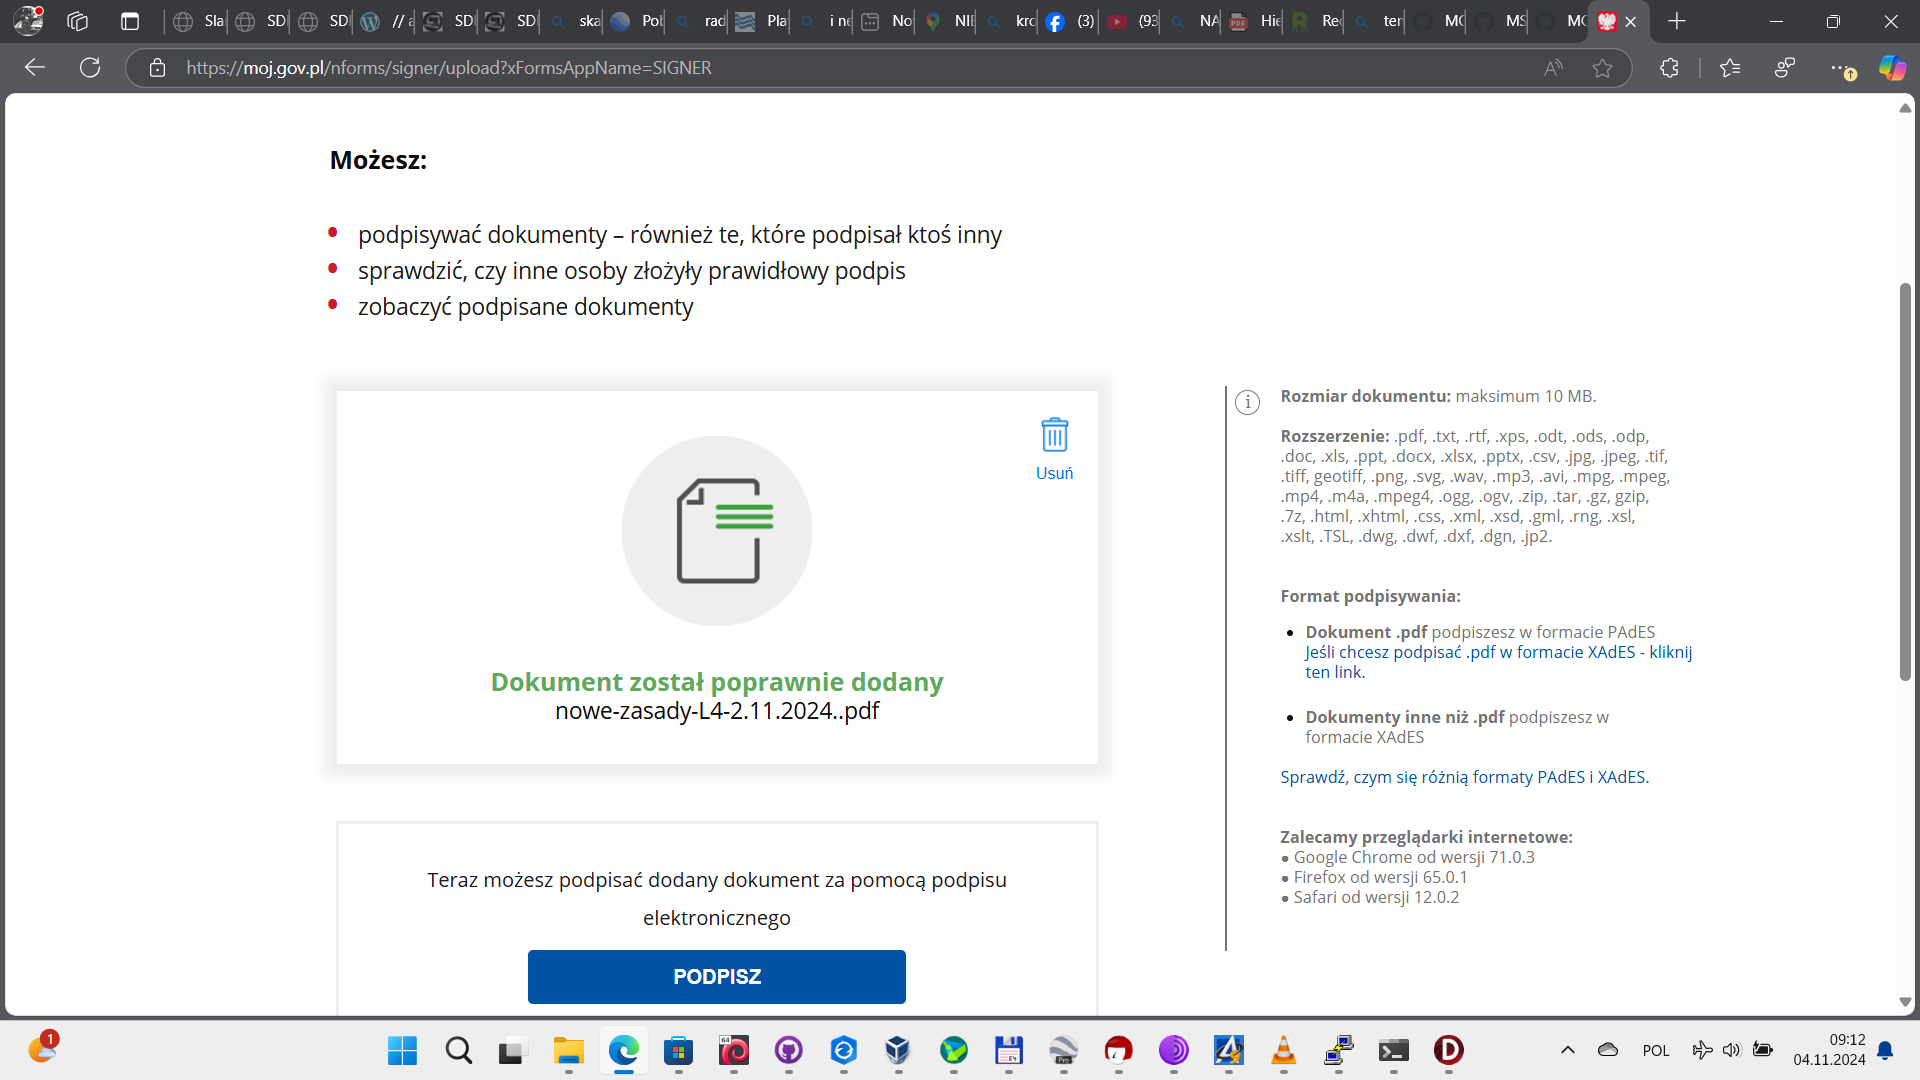 Sla
SD
SD
// a
SD
SD
ska
Pol
rad
Pla
i ne
No
NIE
kro
(3)
(93
NA
Hie
Rec
ter
MC
MS
MC
https://moj.gov.pl/nforms/signer/upload?xFormsAppName=SIGNER
Możesz:
podpisywać dokumenty – również te, które podpisał ktoś inny
sprawdzić, czy inne osoby złożyły prawidłowy podpis
zobaczyć podpisane dokumenty
Usuń
Dokument został poprawnie dodany
nowe-zasady-L4-2.11.2024..pdf
Teraz możesz podpisać dodany dokument za pomocą podpisu
elektronicznego
PODPISZ
Rozmiar dokumentu: maksimum 10 MB.
Rozszerzenie: .pdf, .txt, .rtf, .xps, .odt, .ods, .odp,
.doc, .xls, .ppt, .docx, .xlsx, .pptx, .csv, .jpg, .jpeg, .tif,
.tiff, geotiff, .png, .svg, .wav, .mp3, .avi, .mpg, .mpeg,
.mp4, .m4a, .mpeg4, .ogg, .ogv, .zip, .tar, .gz, gzip,
.7z, .html, .xhtml, .css, .xml, .xsd, .gml, .rng, .xsl,
.xslt, .TSL, .dwg, .dwf, .dxf, .dgn, .jp2.
Format podpisywania:
Dokument .pdf podpiszesz w formacie PAdES
Jeśli chcesz podpisać .pdf w formacie XAdES - kliknij
ten link.
Dokumenty inne niż .pdf podpiszesz w
formacie XAdES
Sprawdź, czym się różnią formaty PAdES i XAdES.
Zalecamy przeglądarki internetowe:
● Google Chrome od wersji 71.0.3
● Firefox od wersji 65.0.1
● Safari od wersji 12.0.2
1
POL
09:12
04.11.2024